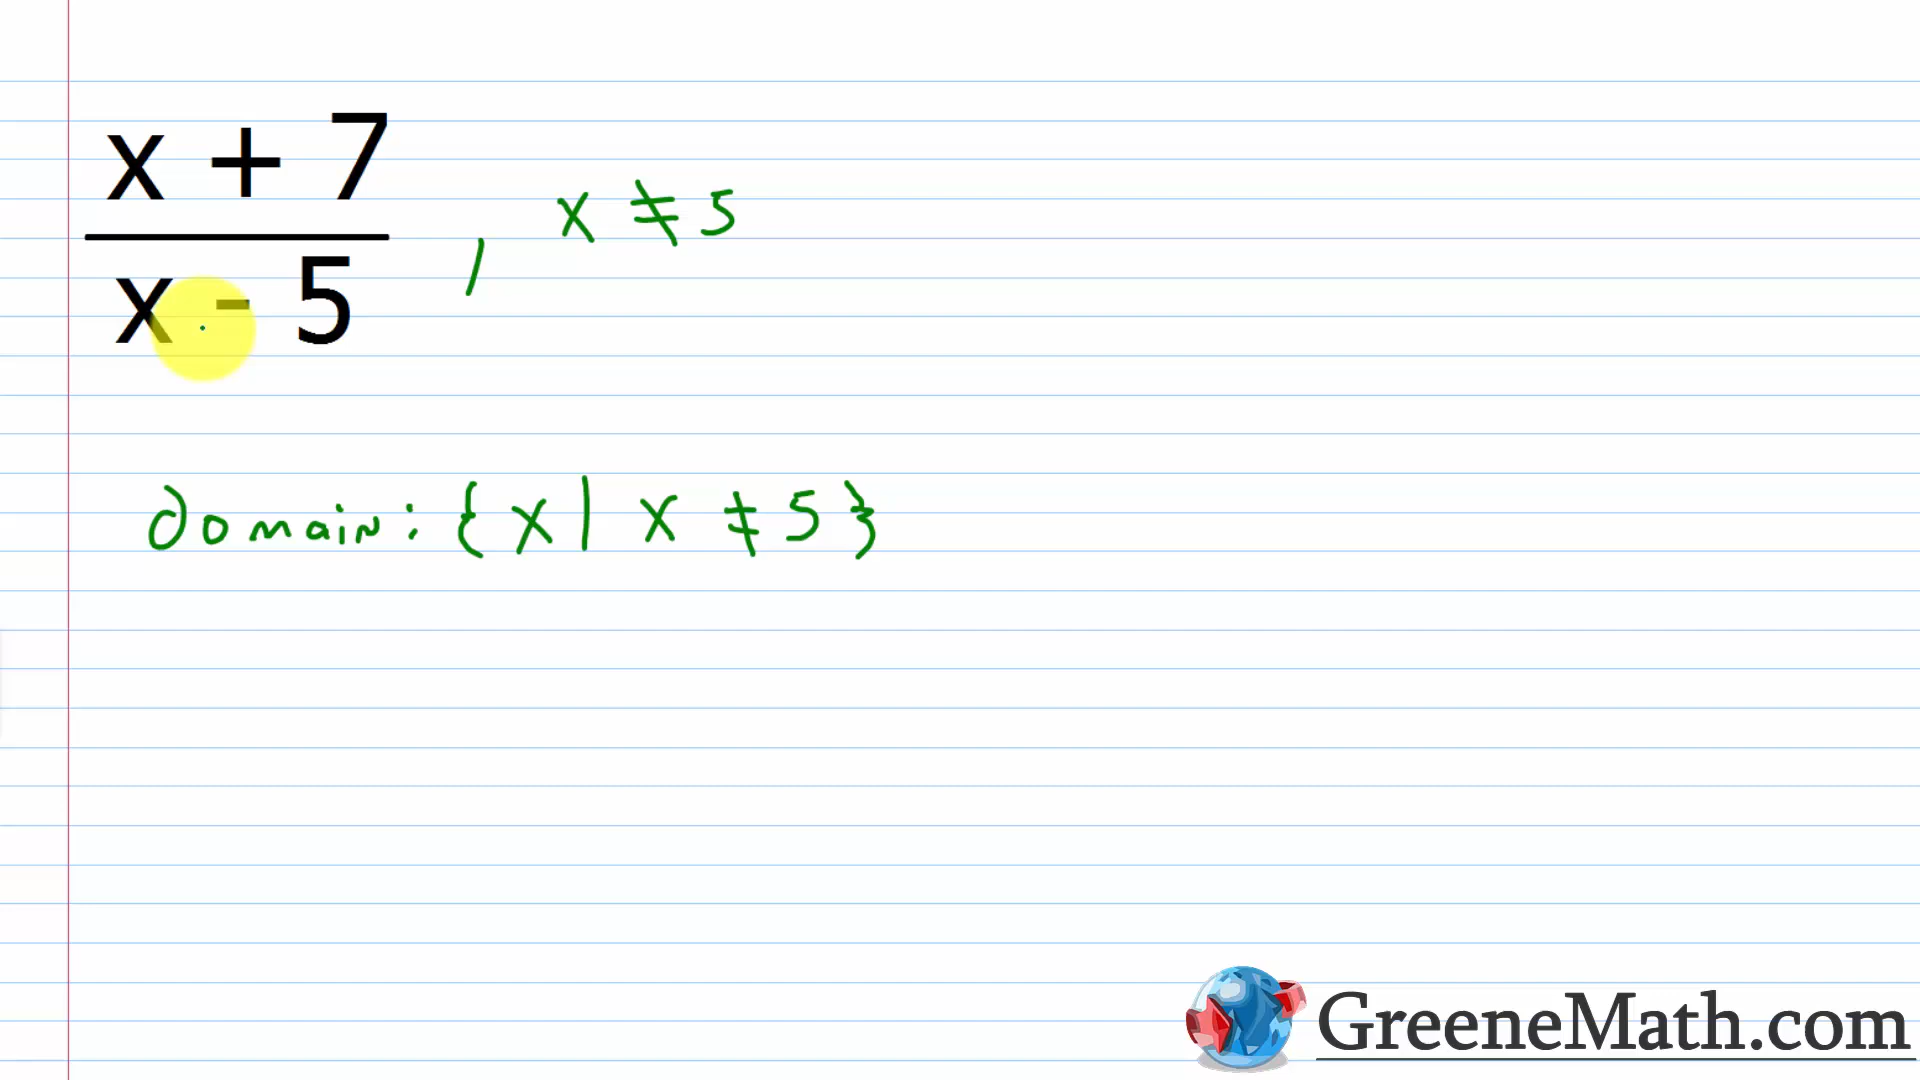 x + 7
x - 5
, x ≠ 5
domain: { x | x ≠ 5 }
GreeneMath.com